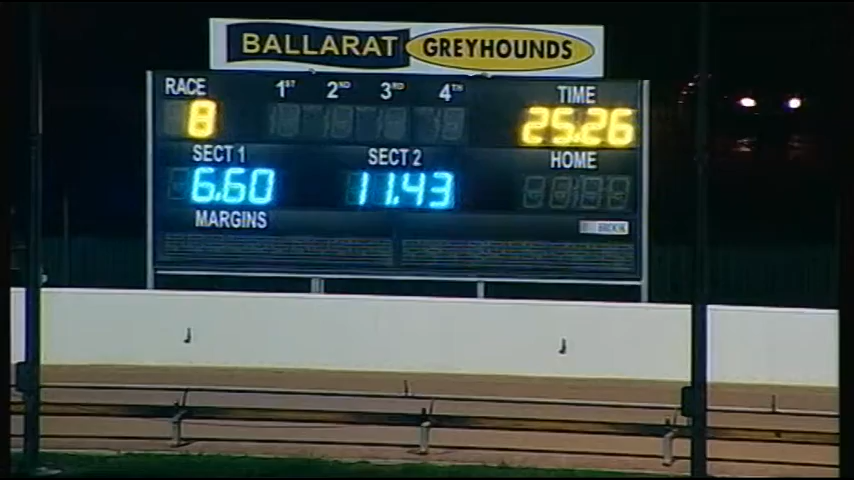 BALLARAT GREYHOUNDS
RACE 1ST 2ND 3RD 4TH TIME
8 25.26
SECT 1 SECT 2 HOME
6.60 11.43
MARGINS